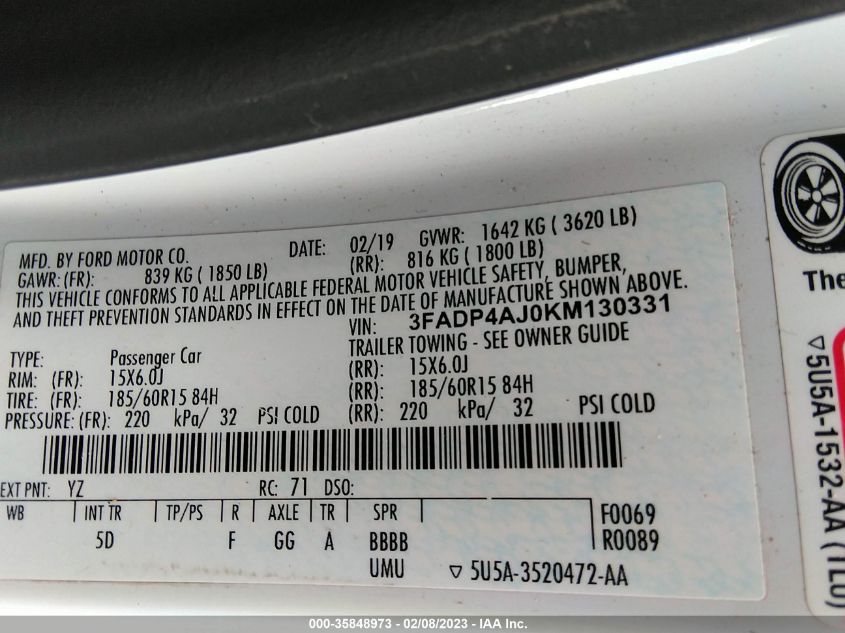 MFD. BY FORD MOTOR CO. DATE: 02/19 GVWR: 1642 KG ( 3620 LB)
GAWR: (FR): 839 KG ( 1850 LB) (RR): 816 KG ( 1800 LB)
THIS VEHICLE CONFORMS TO ALL APPLICABLE FEDERAL MOTOR VEHICLE SAFETY, BUMPER,
AND THEFT PREVENTION STANDARDS IN EFFECT ON THE DATE OF MANUFACTURE SHOWN ABOVE.
VIN: 3FADP4AJ0KM130331
TYPE: Passenger Car TRAILER TOWING - SEE OWNER GUIDE
RIM: (FR): 15X6.0J (RR): 15X6.0J
TIRE: (FR): 185/60R15 84H (RR): 185/60R15 84H
PRESSURE: (FR): 220 kPa/ 32 PSI COLD (RR): 220 kPa/ 32 PSI COLD
EXT PNT: YZ RC: 71 DSO:
WB INT TR TP/PS R AXLE TR SPR F0069
5D F GG A BBBB R0089
UMU ▽ 5U5A-3520472-AA
The
▽5U5A-1532-AA (TL0)
000-35848973 - 02/08/2023 - IAA Inc.